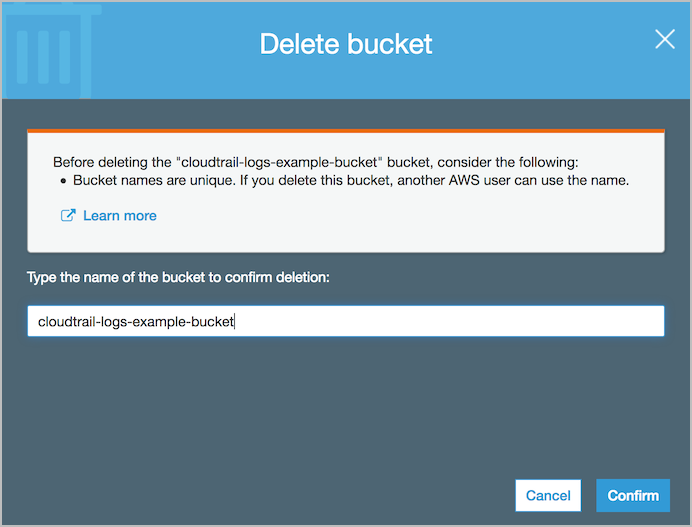 Delete bucket
Before deleting the "cloudtrail-logs-example-bucket" bucket, consider the following:
• Bucket names are unique. If you delete this bucket, another AWS user can use the name.
Learn more
Type the name of the bucket to confirm deletion:
cloudtrail-logs-example-bucket
Cancel Confirm